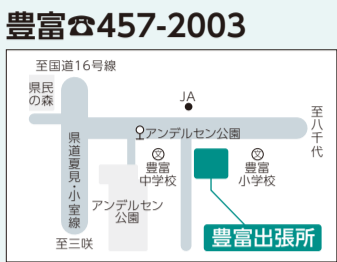 豊富☎457-2003
至国道16号線
県民
の森
JA
アンデルセン公園
至八千代
県道夏見・小室線
文
豊富
中学校
文
豊富
小学校
アンデルセン
公園
豊富出張所
至三咲